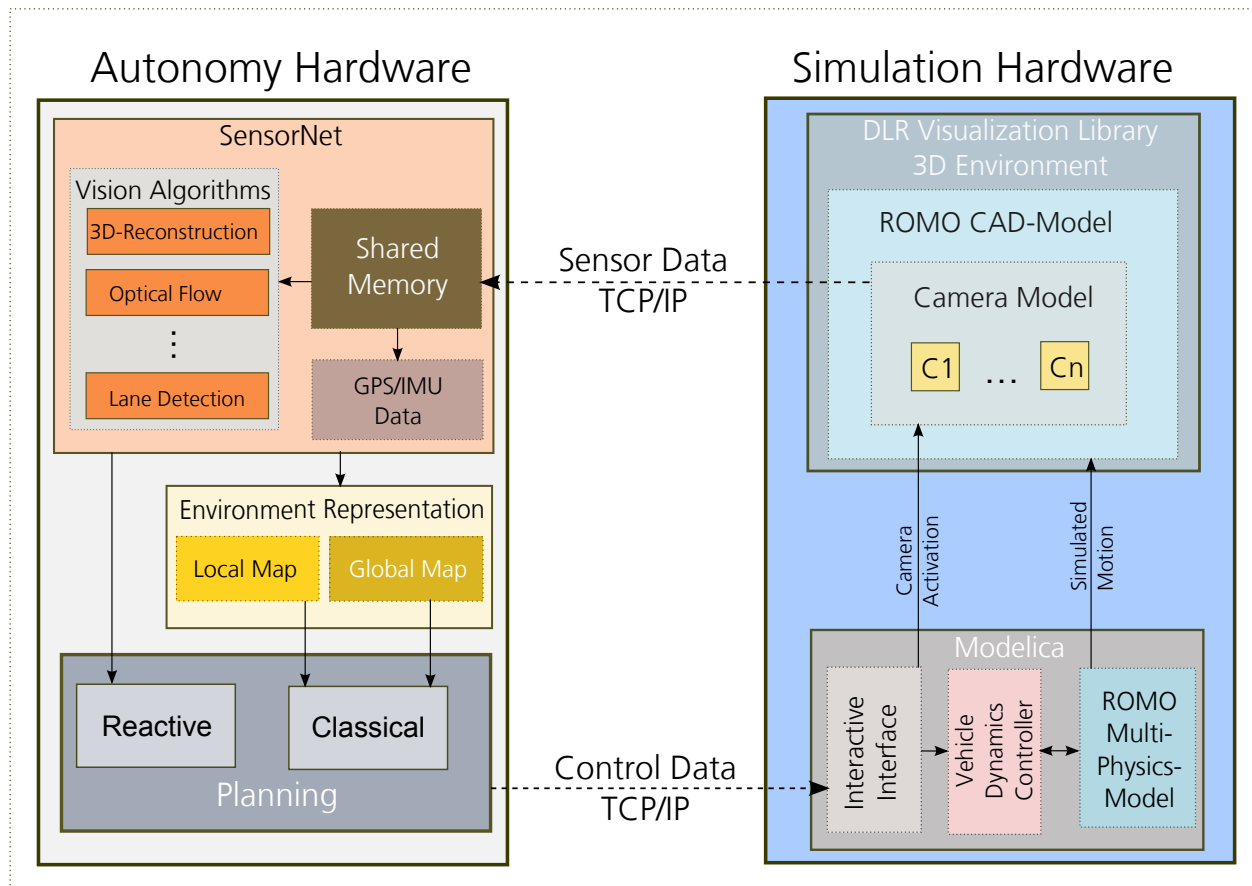 Autonomy Hardware
SensorNet
Vision Algorithms
3D-Reconstruction
Optical Flow
⋮
Lane Detection
Shared
Memory
GPS/IMU
Data
Environment Representation
Local Map
Global Map
Reactive
Classical
Planning
Sensor Data
TCP/IP
Control Data
TCP/IP
Simulation Hardware
DLR Visualization Library
3D Environment
ROMO CAD-Model
Camera Model
C1 ... Cn
Camera
Activation
Simulated
Motion
Modelica
Interactive
Interface
Vehicle
Dynamics
Controller
ROMO
Multi-
Physics-
Model